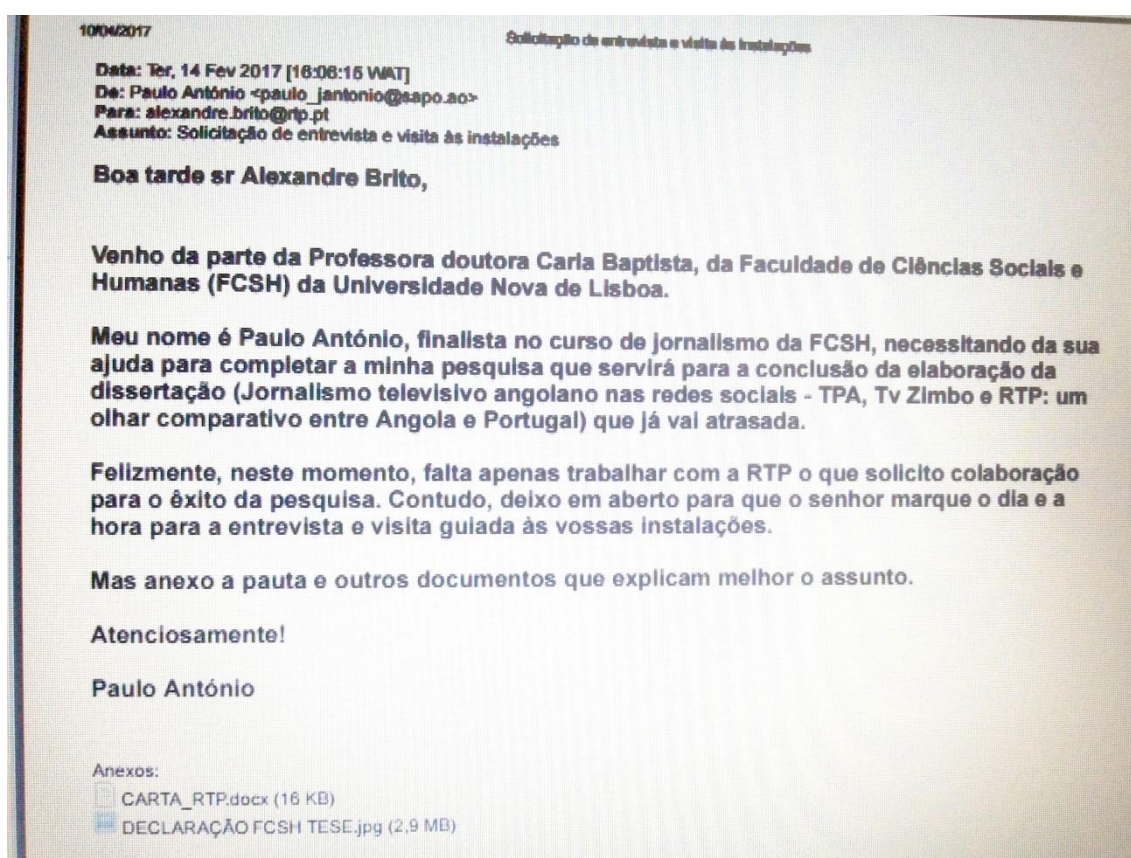 10/04/2017
Solicitação de entrevista e visita às instalações
Data: Ter, 14 Fev 2017 [16:06:15 WAT]
De: Paulo António <paulo_jantonio@sapo.ao>
Para: alexandre.brito@rtp.pt
Assunto: Solicitação de entrevista e visita às instalações
Boa tarde sr Alexandre Brito,
Venho da parte da Professora doutora Carla Baptista, da Faculdade de Ciências Sociais e
Humanas (FCSH) da Universidade Nova de Lisboa.
Meu nome é Paulo António, finalista no curso de jornalismo da FCSH, necessitando da sua
ajuda para completar a minha pesquisa que servirá para a conclusão da elaboração da
dissertação (Jornalismo televisivo angolano nas redes sociais - TPA, Tv Zimbo e RTP: um
olhar comparativo entre Angola e Portugal) que já vai atrasada.
Felizmente, neste momento, falta apenas trabalhar com a RTP o que solicito colaboração
para o êxito da pesquisa. Contudo, deixo em aberto para que o senhor marque o dia e a
hora para a entrevista e visita guiada às vossas instalações.
Mas anexo a pauta e outros documentos que explicam melhor o assunto.
Atenciosamente!
Paulo António
Anexos:
CARTA_RTP.docx (16 KB)
DECLARAÇÃO FCSH TESE.jpg (2,9 MB)